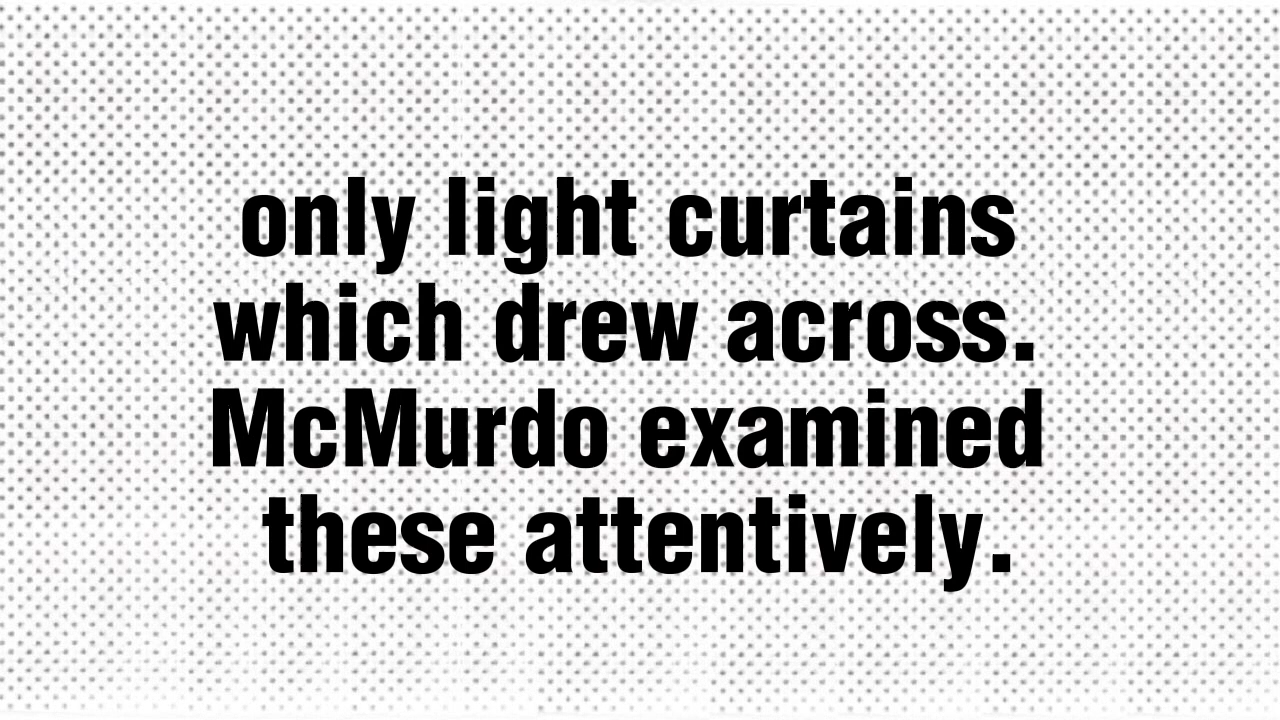 only light curtains
which drew across.
McMurdo examined
these attentively.